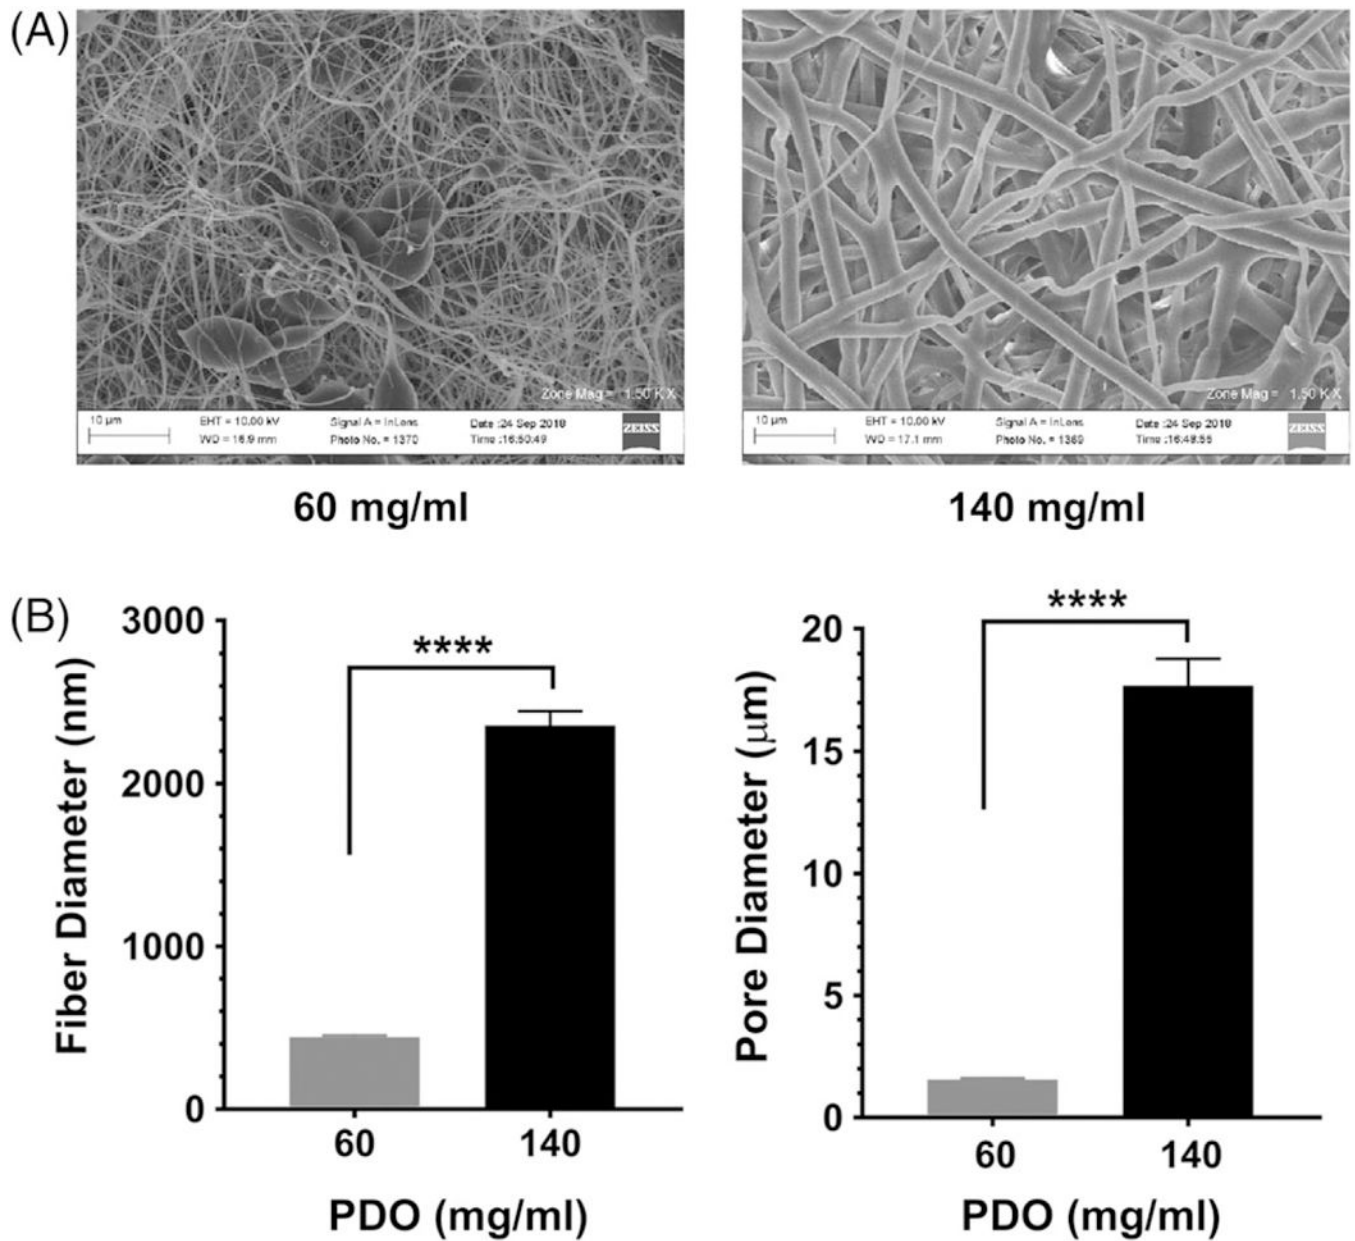 (A)
Zone Mag = 1.50 K X
10 µm
EHT = 10.00 kV
WD = 16.9 mm
Signal A = InLens
Photo No. = 1370
Date :24 Sep 2018
Time :16:50:49
ZEISS
60 mg/ml
Zone Mag = 1.50 K X
10 µm
EHT = 10.00 kV
WD = 17.1 mm
Signal A = InLens
Photo No. = 1369
Date :24 Sep 2018
Time :16:48:55
ZEISS
140 mg/ml
(B)
Fiber Diameter (nm)
3000
2000
1000
0
****
60
140
PDO (mg/ml)
Pore Diameter (μm)
20
15
10
5
0
****
60
140
PDO (mg/ml)